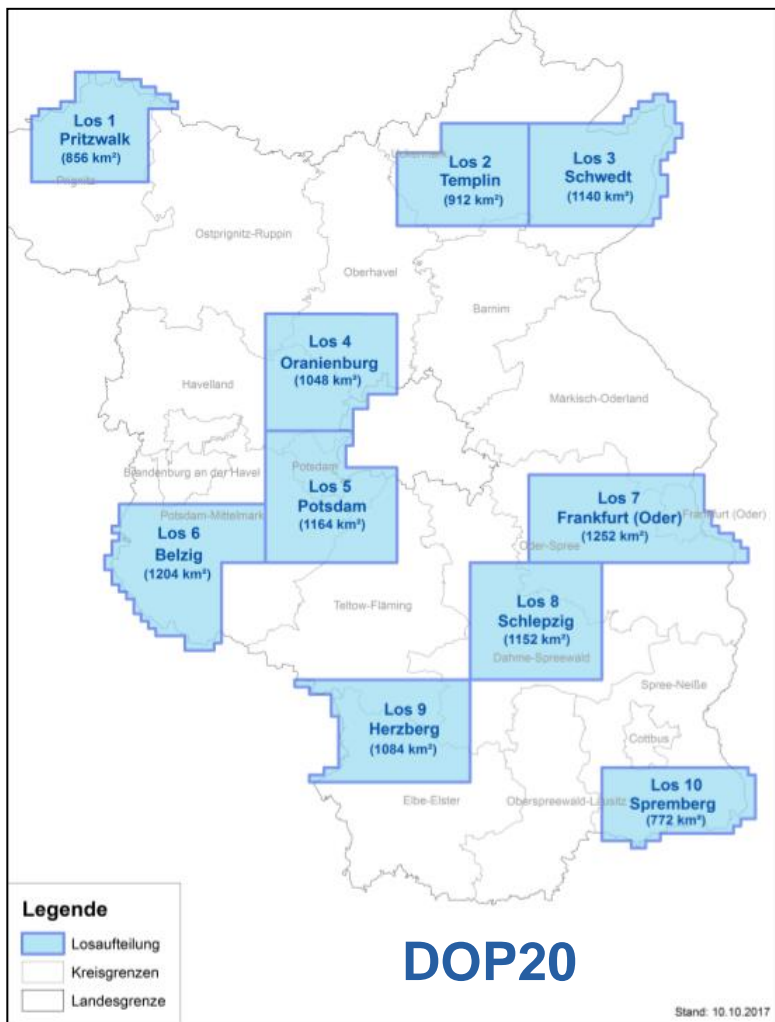 Los 1
Pritzwalk
(856 km²)
Prignitz
Uckermark
Los 2
Templin
(912 km²)
Los 3
Schwedt
(1140 km²)
Ostprignitz-Ruppin
Oberhavel
Barnim
Los 4
Oranienburg
(1048 km²)
Havelland
Märkisch-Oderland
Brandenburg an der Havel
Potsdam
Los 5
Potsdam
(1164 km²)
Potsdam-Mittelmark
Los 6
Belzig
(1204 km²)
Los 7
Frankfurt (Oder)
(1252 km²)
Frankfurt (Oder)
Oder-Spree
Teltow-Fläming
Los 8
Schlepzig
(1152 km²)
Dahme-Spreewald
Spree-Neiße
Los 9
Herzberg
(1084 km²)
Cottbus
Elbe-Elster
Oberspreewald-Lausitz
Los 10
Spremberg
(772 km²)
Legende
Losaufteilung
Kreisgrenzen
Landesgrenze
DOP20
Stand: 10.10.2017